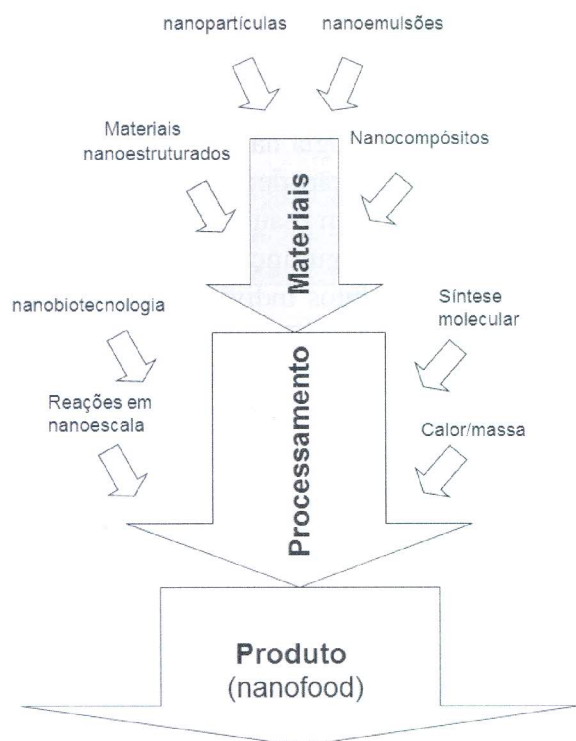 nanopartículas nanoemulsões
Materiais
nanoestruturados
Nanocompósitos
Materiais
nanobiotecnologia
Síntese
molecular
Processamento
Reações em
nanoescala
Calor/massa
Produto
(nanofood)